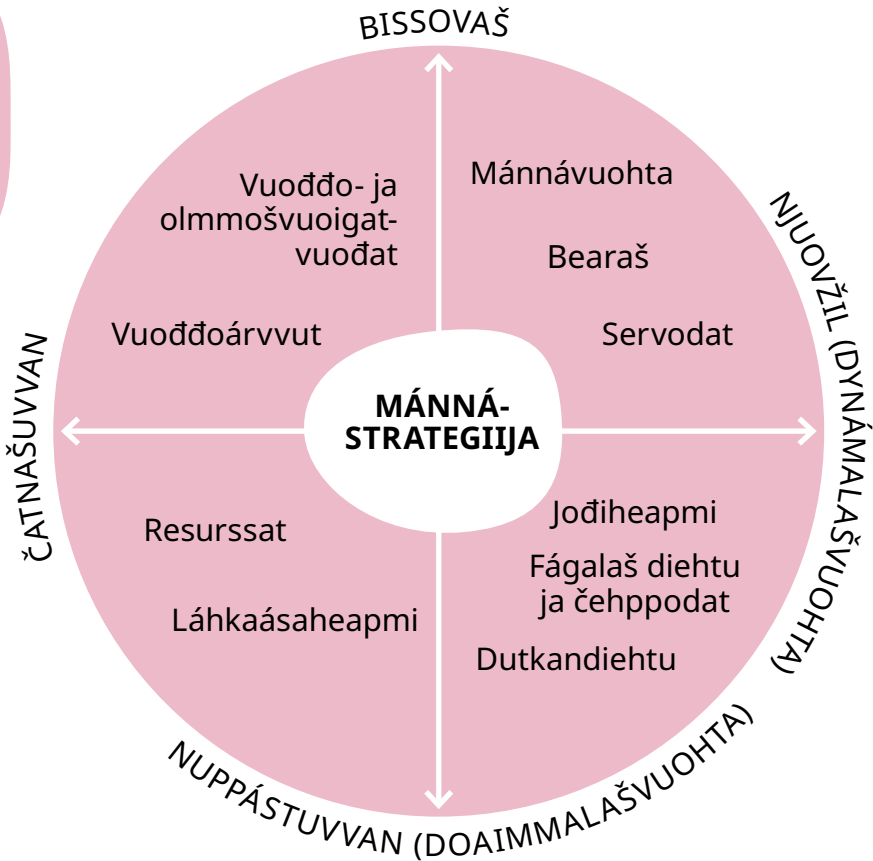 BISSOVAŠ
Vuođđo- ja
olmmošvuoigat-
vuođat
Vuođđoárvvut
Mánnávuohta
Bearaš
Servodat
NJUOVŽIL (DYNÁMALAŠVUOHTA)
ČATNAŠUVVAN
MÁNNÁ-
STRATEGIIJA
Resurssat
Láhkaásaheapmi
Jođiheapmi
Fágalaš diehtu
ja čehppodat
Dutkandiehtu
NUPPÁSTUVVAN (DOAIMMALAŠVUOHTA)